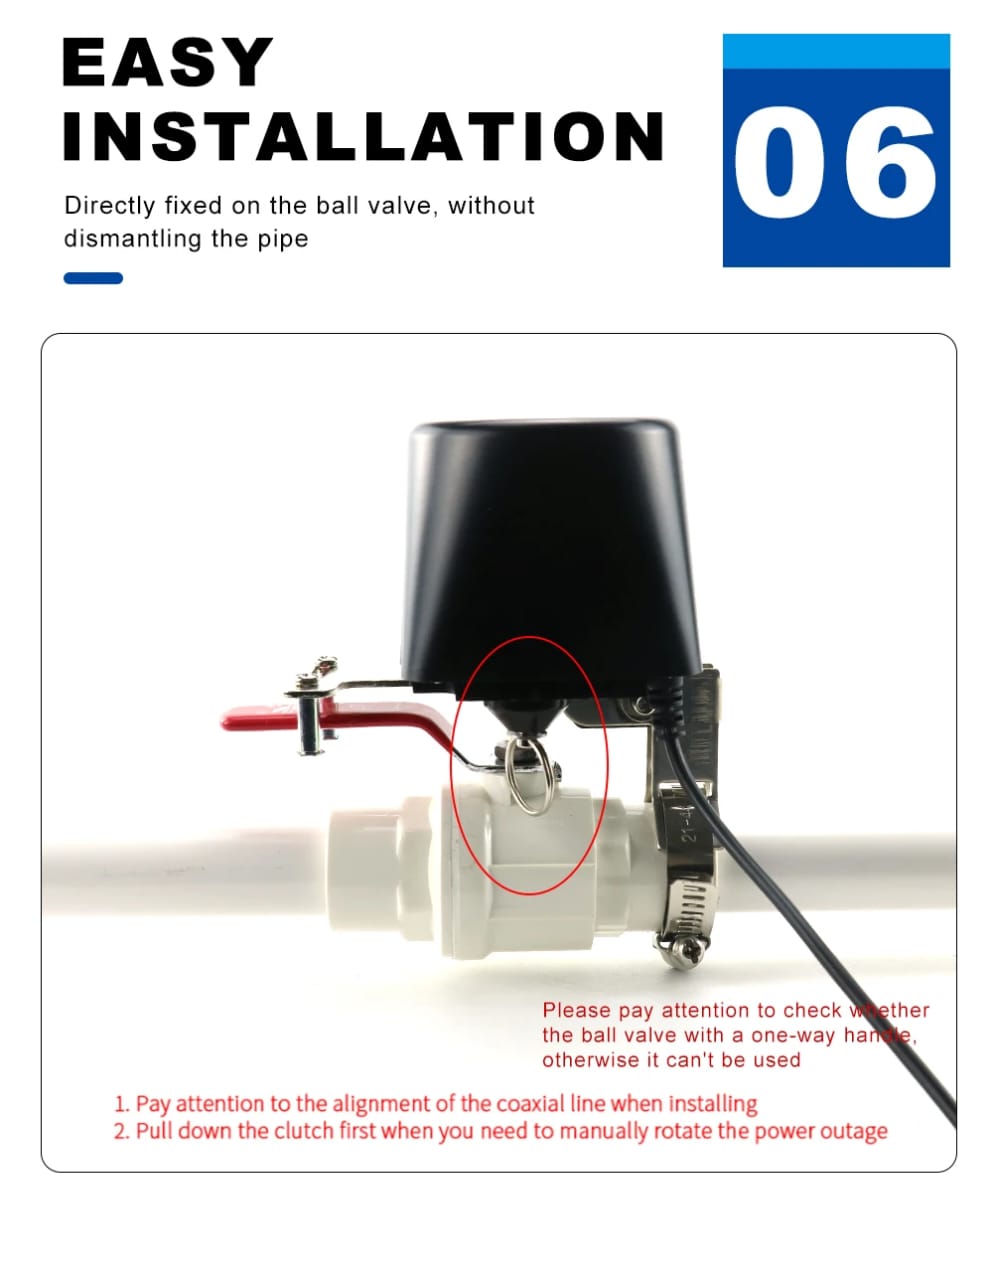 EASY
INSTALLATION
06
Directly fixed on the ball valve, without
dismantling the pipe
21-4
Please pay attention to check whether
the ball valve with a one-way handle,
otherwise it can't be used
1. Pay attention to the alignment of the coaxial line when installing
2. Pull down the clutch first when you need to manually rotate the power outage